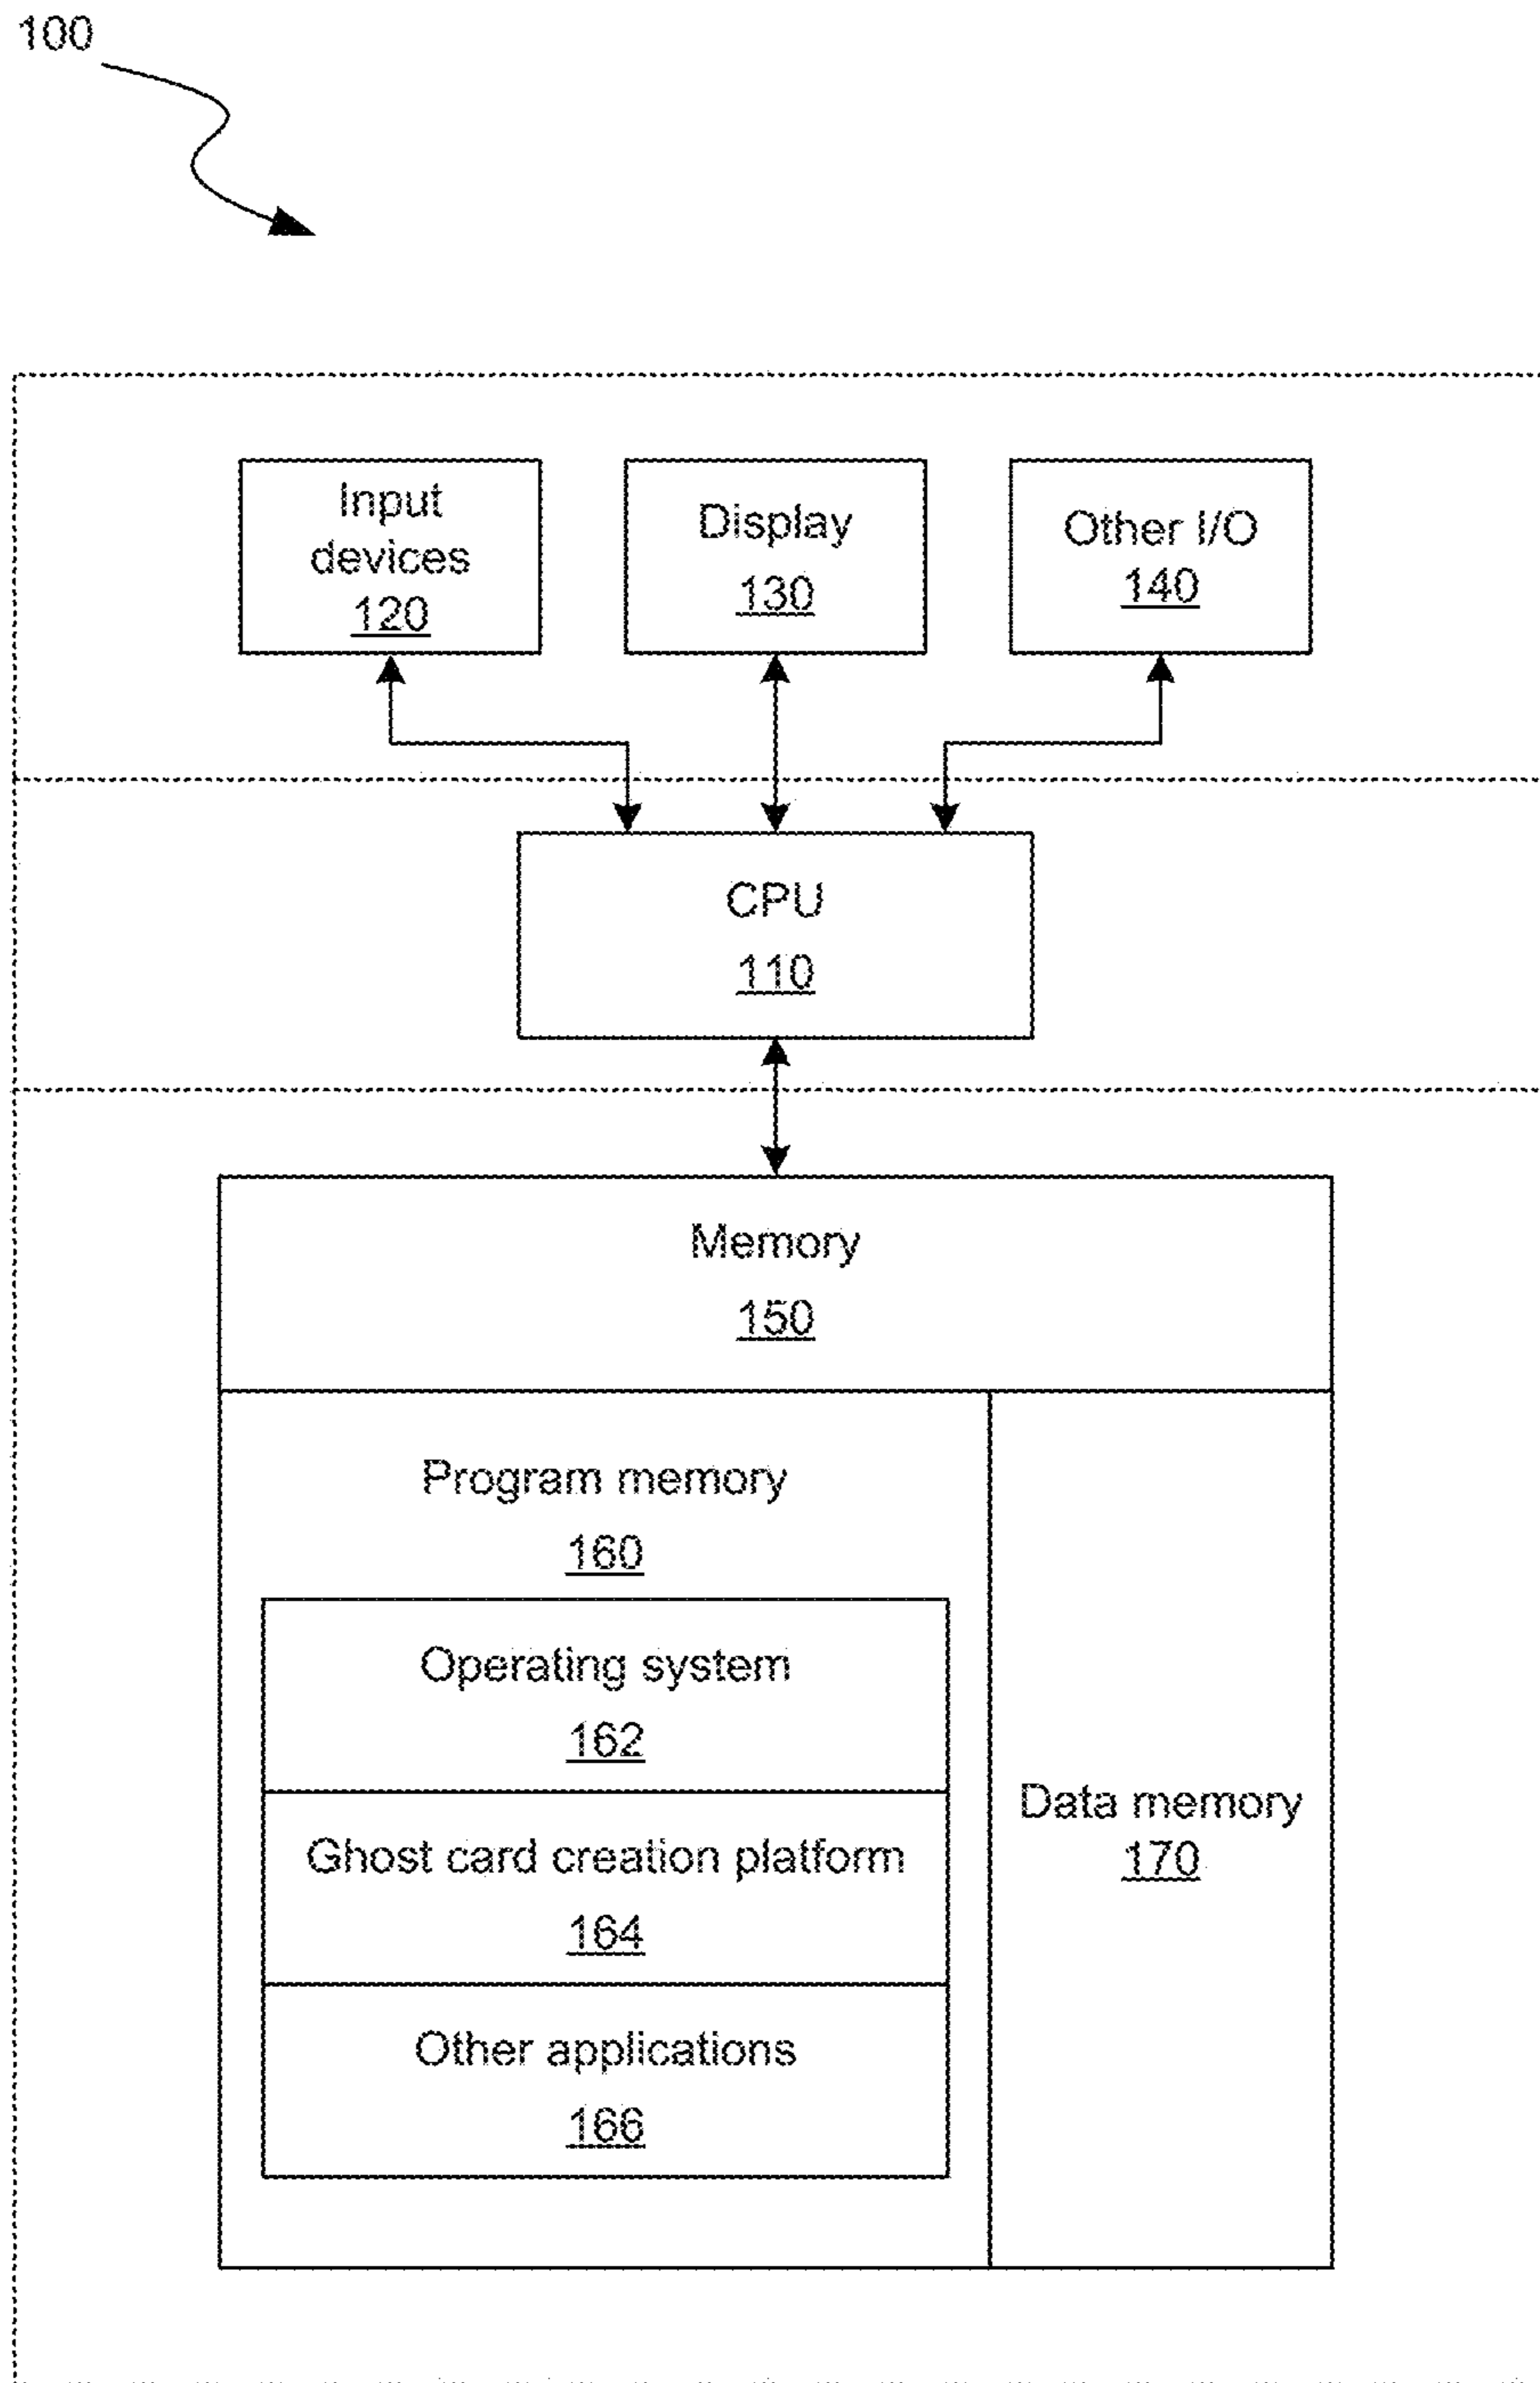 100
Input
devices
120
Display
130
Other I/O
140
CPU
110
Memory
150
Program memory
160
Operating system
162
Ghost card creation platform
164
Other applications
166
Data memory
170